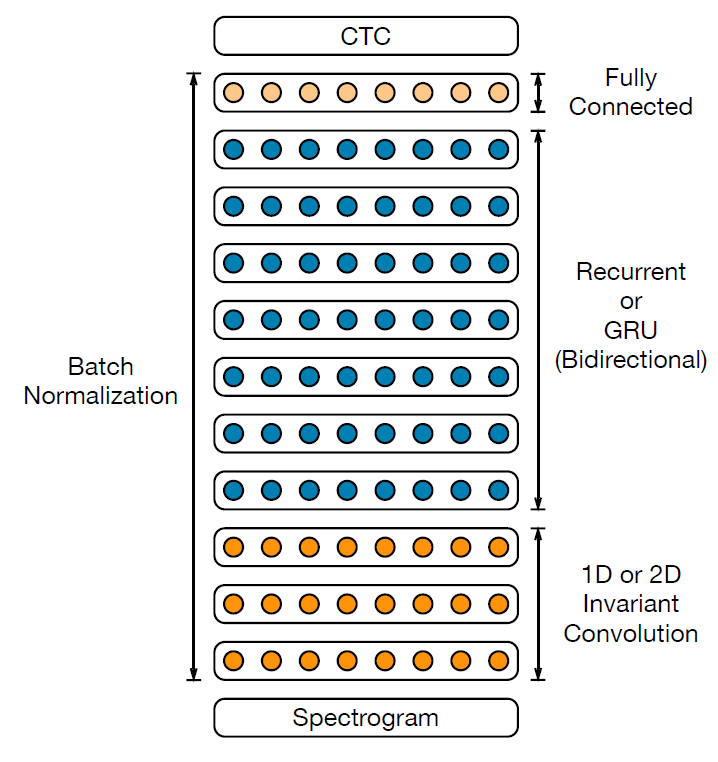 CTC
Fully
Connected
Recurrent
or
GRU
(Bidirectional)
Batch
Normalization
1D or 2D
Invariant
Convolution
Spectrogram